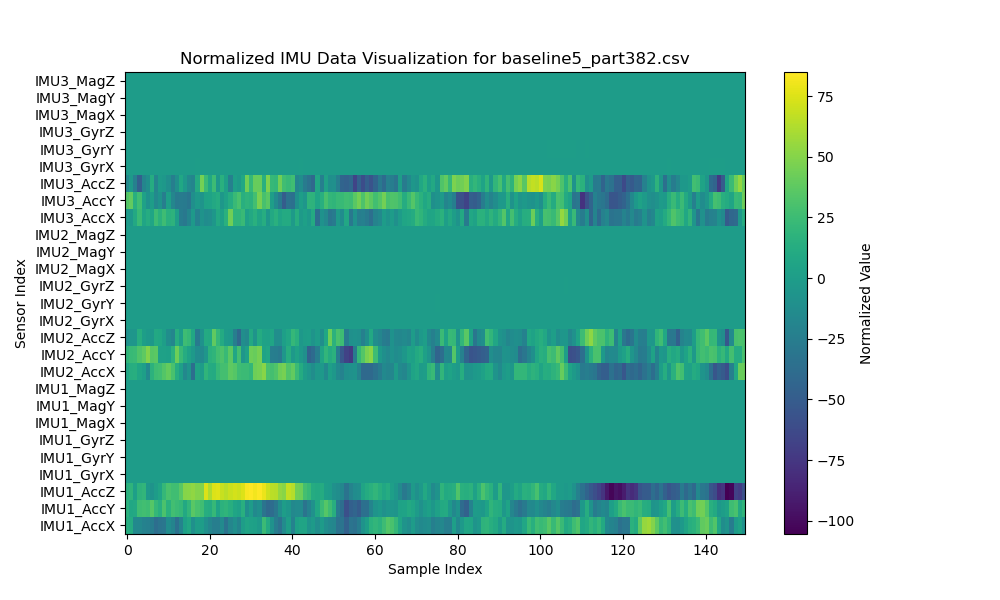 Normalized IMU Data Visualization for baseline5_part382.csv
IMU3_MagZ
IMU3_MagY
IMU3_MagX
IMU3_GyrZ
IMU3_GyrY
IMU3_GyrX
IMU3_AccZ
IMU3_AccY
IMU3_AccX
IMU2_MagZ
IMU2_MagY
IMU2_MagX
IMU2_GyrZ
IMU2_GyrY
IMU2_GyrX
IMU2_AccZ
IMU2_AccY
IMU2_AccX
IMU1_MagZ
IMU1_MagY
IMU1_MagX
IMU1_GyrZ
IMU1_GyrY
IMU1_GyrX
IMU1_AccZ
IMU1_AccY
IMU1_AccX
Sensor Index
0 20 40 60 80 100 120 140
Sample Index
75
50
25
0
−25
−50
−75
−100
Normalized Value